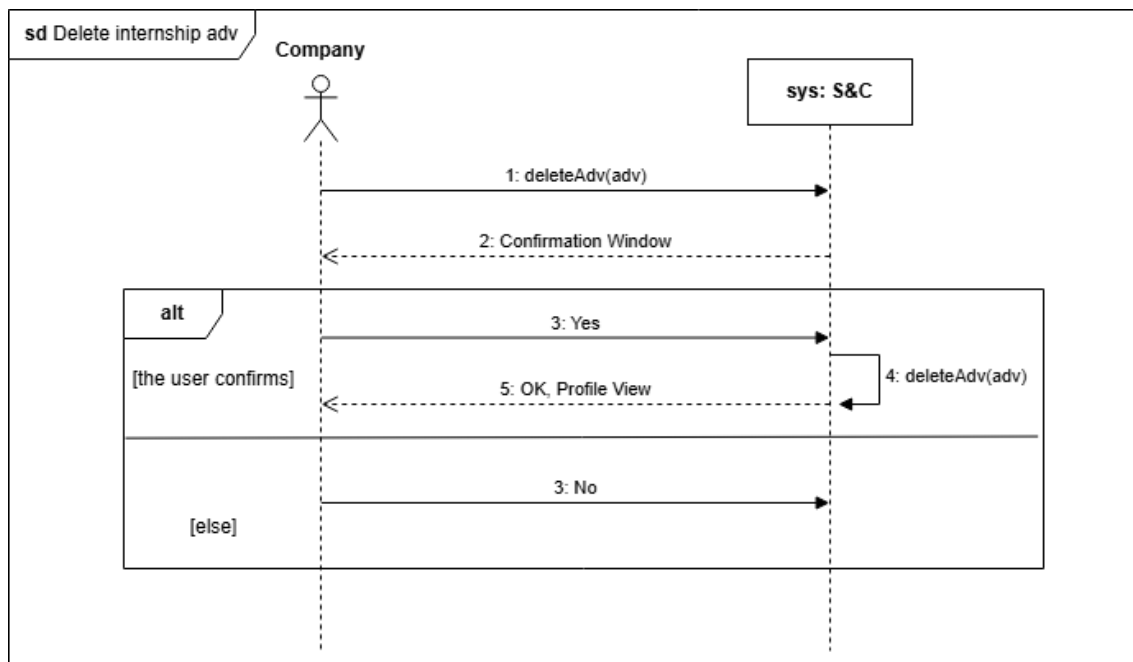 sd Delete internship adv
Company
sys: S&C
1: deleteAdv(adv)
2: Confirmation Window
alt
3: Yes
[the user confirms]
4: deleteAdv(adv)
5: OK, Profile View
3: No
[else]